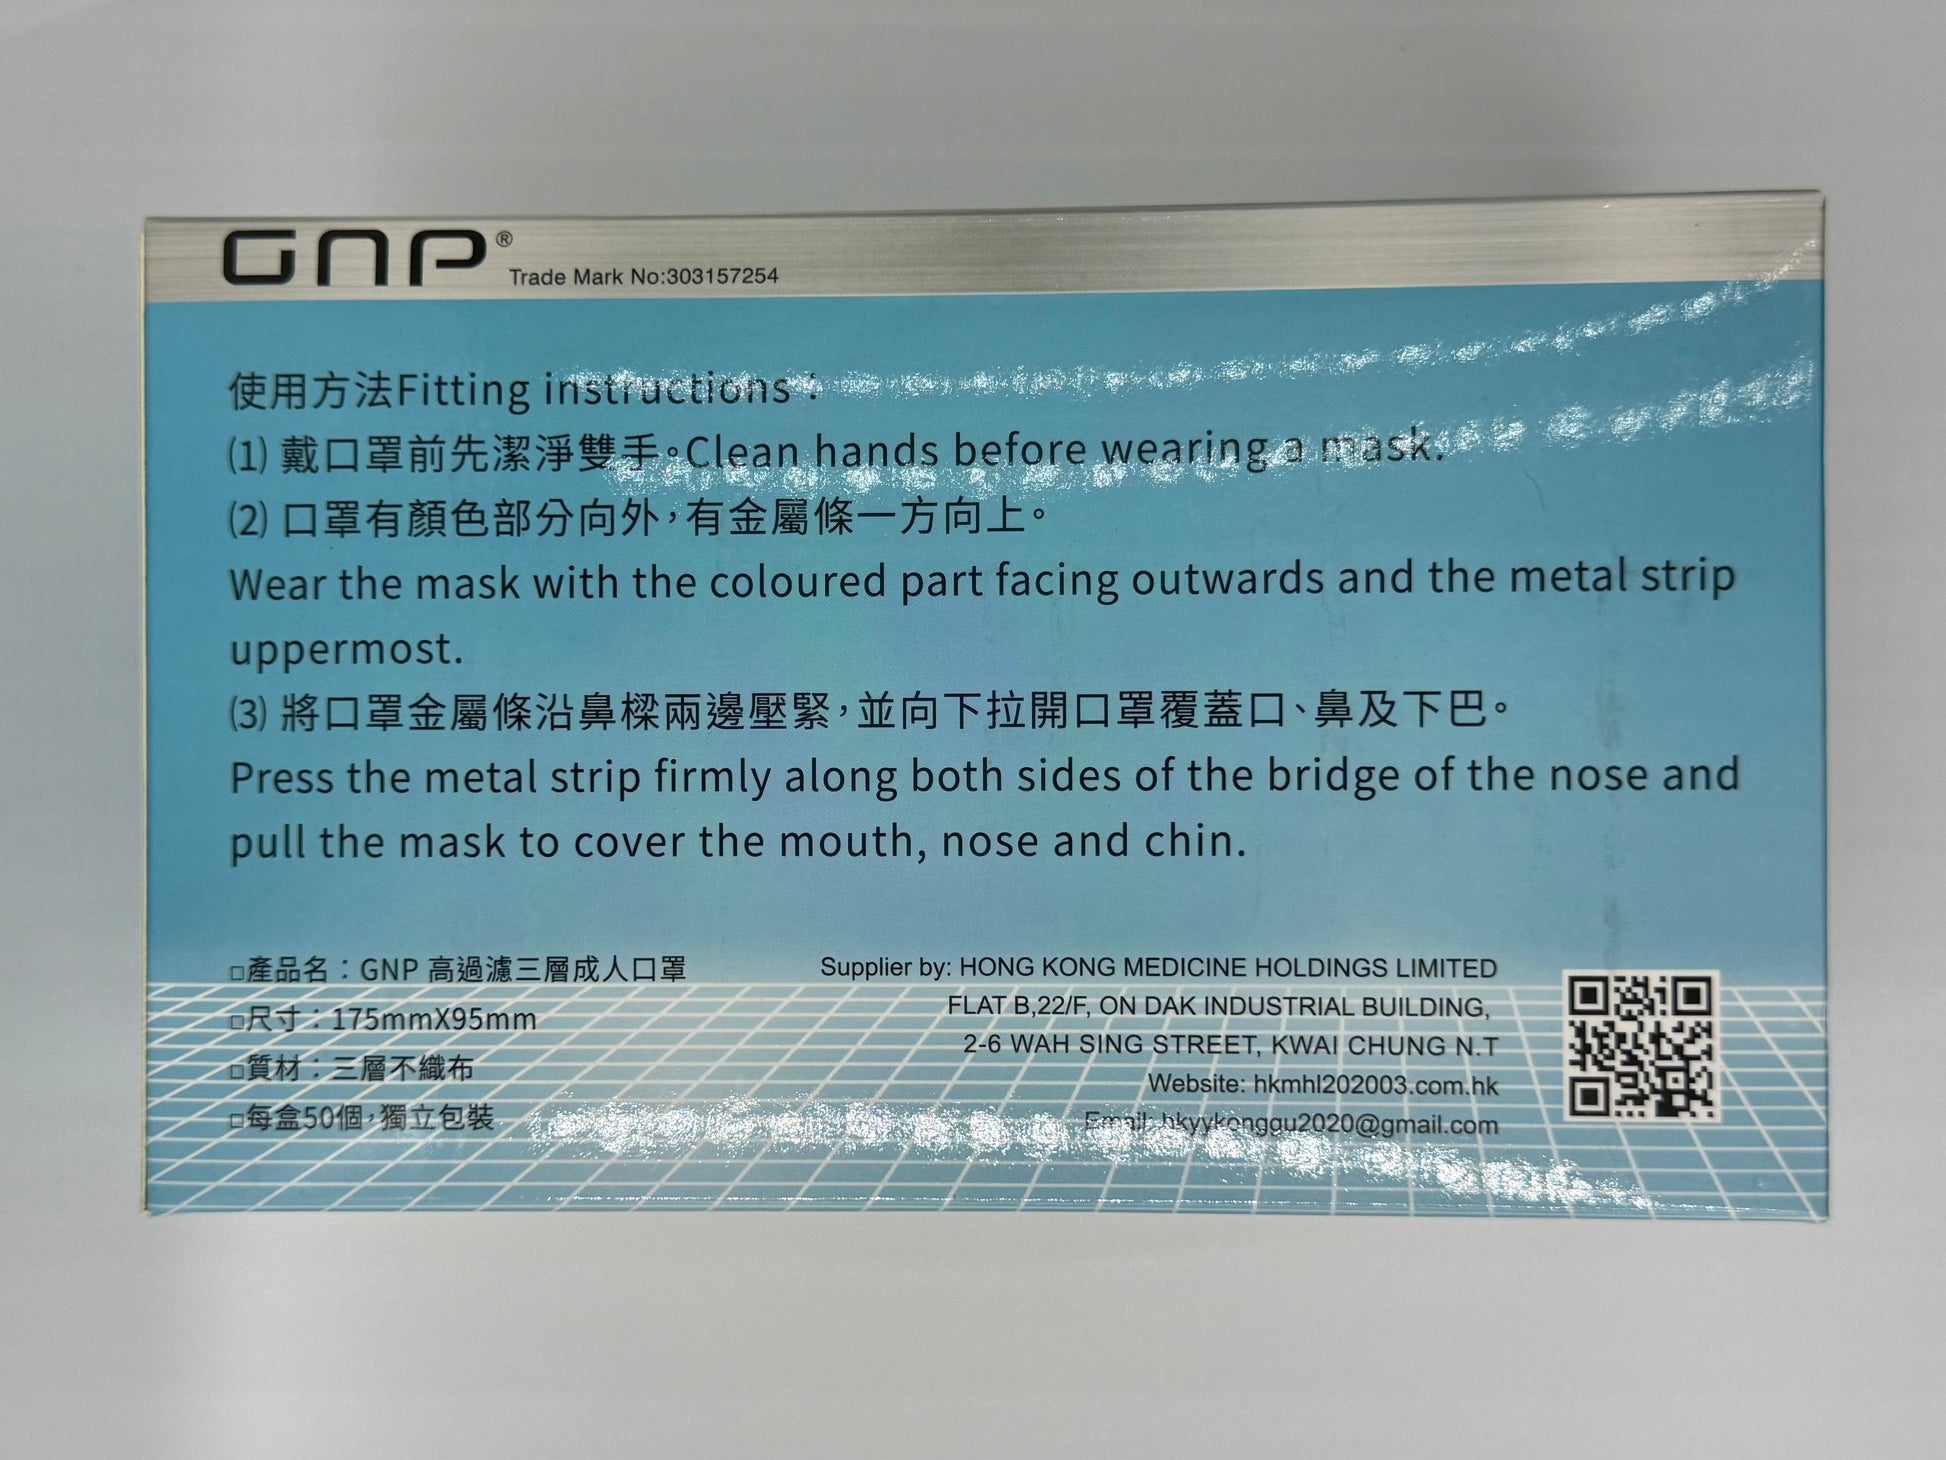 GNP®
Trade Mark No:303157254
使用方法Fitting instructions：
(1) 戴口罩前先潔淨雙手。Clean hands before wearing a mask.
(2) 口罩有顏色部分向外，有金屬條一方向上。
Wear the mask with the coloured part facing outwards and the metal strip
uppermost.
(3) 將口罩金屬條沿鼻樑兩邊壓緊，並向下拉開口罩覆蓋口、鼻及下巴。
Press the metal strip firmly along both sides of the bridge of the nose and
pull the mask to cover the mouth, nose and chin.
□產品名：GNP 高過濾三層成人口罩
□尺寸：175mmX95mm
□質材：三層不織布
□每盒50個，獨立包裝
Supplier by: HONG KONG MEDICINE HOLDINGS LIMITED
FLAT B,22/F, ON DAK INDUSTRIAL BUILDING,
2-6 WAH SING STREET, KWAI CHUNG N.T
Website: hkmhl202003.com.hk
Email: hkyykonggu2020@gmail.com